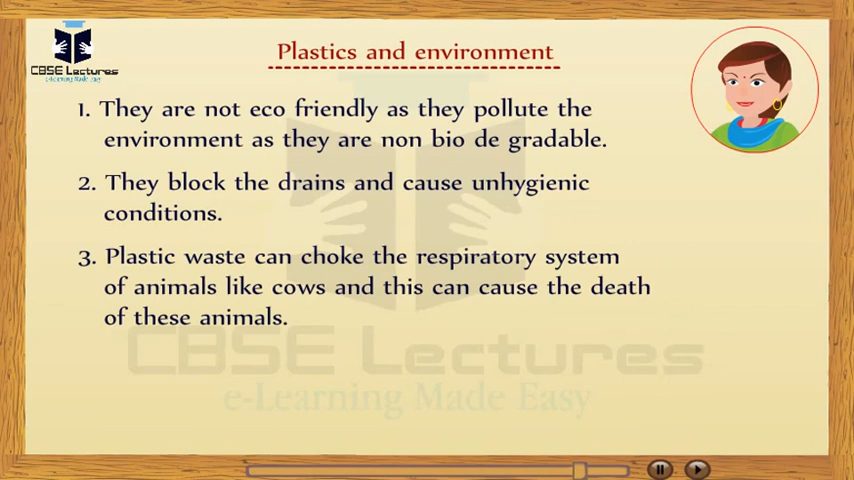 CBSE Lectures
e-Learning Made Easy
Plastics and environment
1. They are not eco friendly as they pollute the
environment as they are non bio de gradable.
2. They block the drains and cause unhygienic
conditions.
3. Plastic waste can choke the respiratory system
of animals like cows and this can cause the death
of these animals.
CBSE Lectures
e-Learning Made Easy